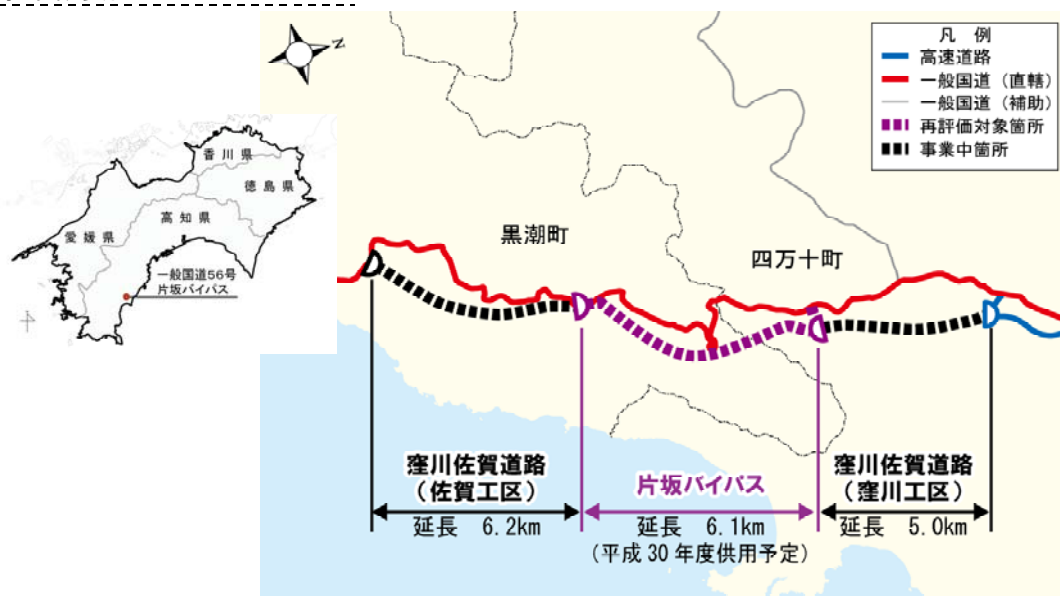 凡 例
高速道路
一般国道（直轄）
一般国道（補助）
再評価対象箇所
事業中箇所
N
香川県
徳島県
高知県
愛媛県
一般国道56号
片坂バイパス
黒潮町
四万十町
窪川佐賀道路
（佐賀工区）
延長 6.2km
片坂バイパス
延長 6.1km
（平成30年度供用予定）
窪川佐賀道路
（窪川工区）
延長 5.0km